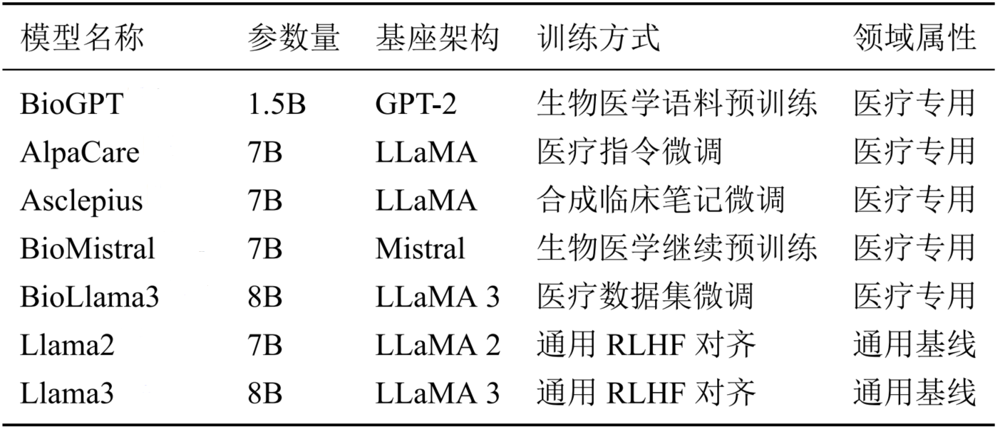 模型名称 参数量 基座架构 训练方式 领域属性
BioGPT 1.5B GPT-2 生物医学语料预训练 医疗专用
AlpaCare 7B LLaMA 医疗指令微调 医疗专用
Asclepius 7B LLaMA 合成临床笔记微调 医疗专用
BioMistral 7B Mistral 生物医学继续预训练 医疗专用
BioLlama3 8B LLaMA 3 医疗数据集微调 医疗专用
Llama2 7B LLaMA 2 通用 RLHF 对齐 通用基线
Llama3 8B LLaMA 3 通用 RLHF 对齐 通用基线